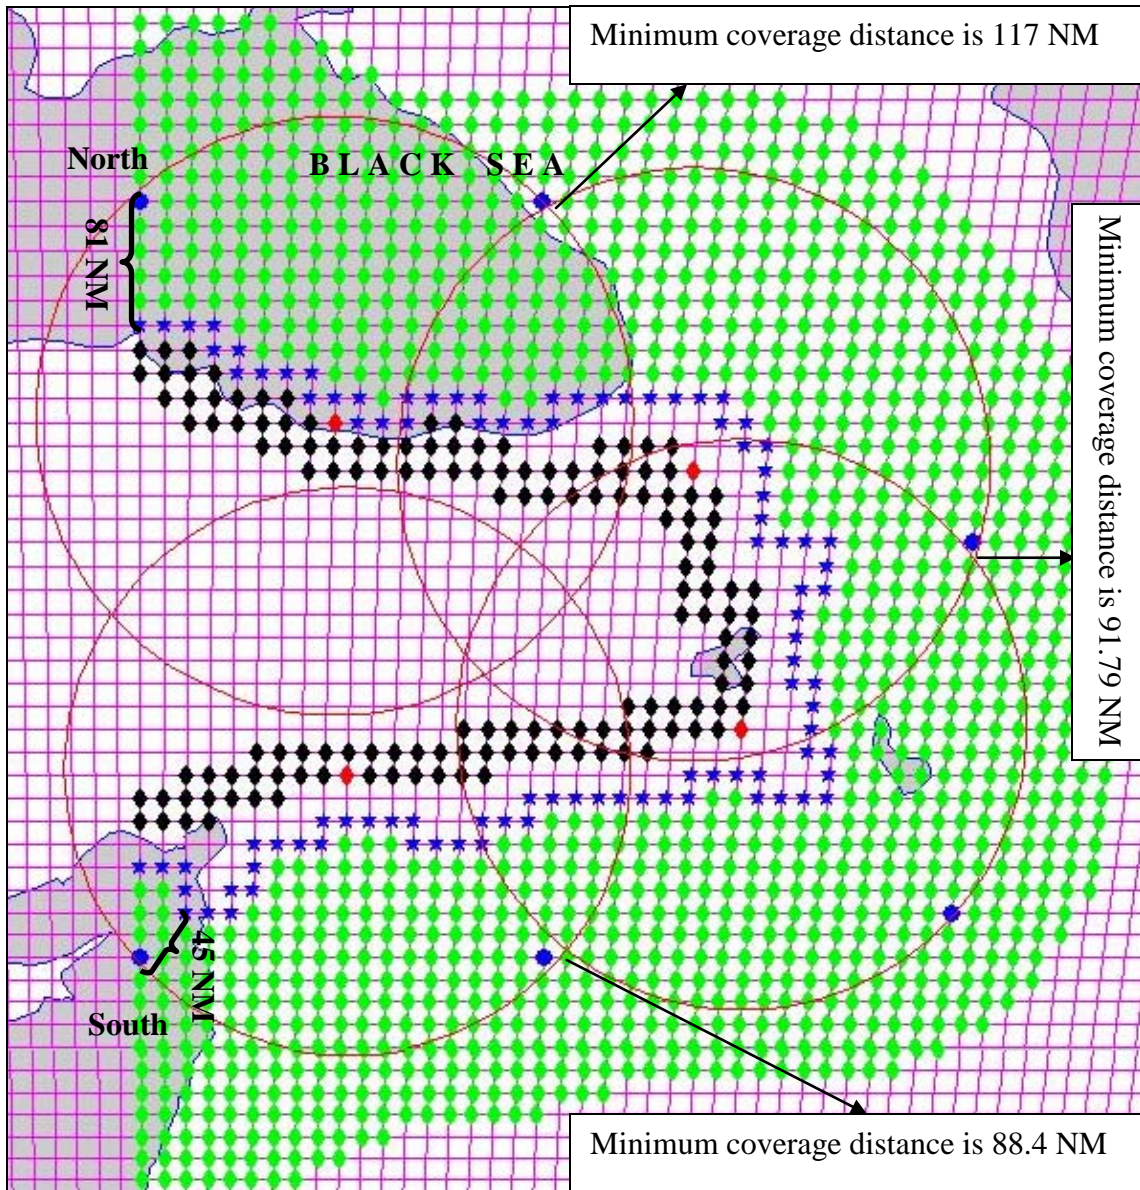 Minimum coverage distance is 117 NM
North
BLACK SEA
81 NM
Minimum coverage distance is 91.79 NM
45 NM
South
Minimum coverage distance is 88.4 NM